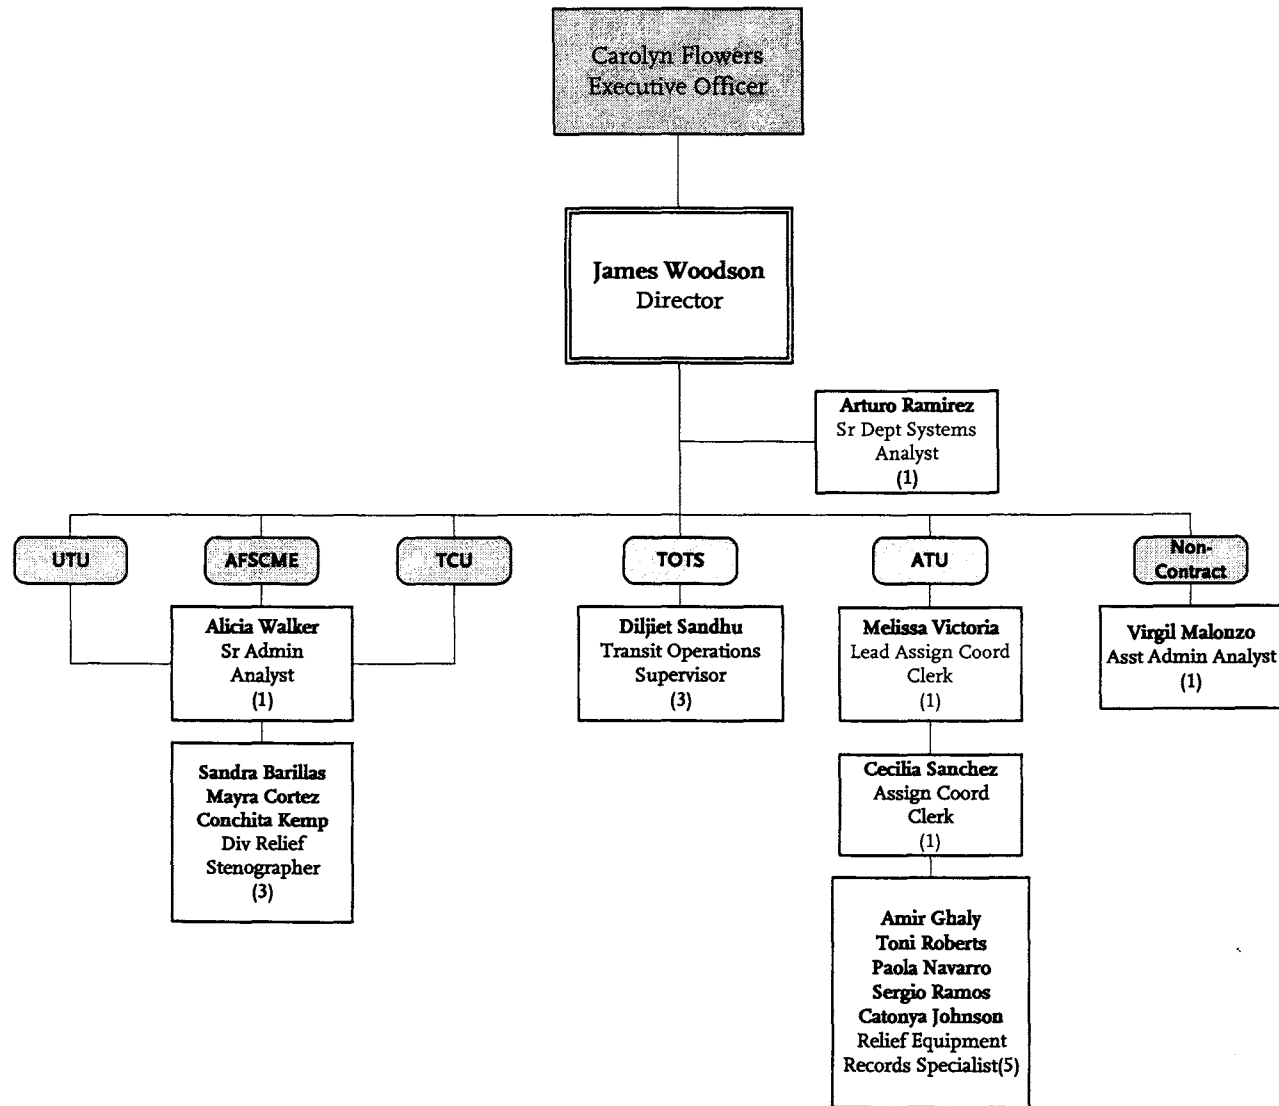 Carolyn Flowers
Executive Officer
James Woodson
Director
Arturo Ramirez
Sr Dept Systems
Analyst
(1)
UTU
AFSCME
TCU
TOTS
ATU
Non-
Contract
Alicia Walker
Sr Admin
Analyst
(1)
Diljiet Sandhu
Transit Operations
Supervisor
(3)
Melissa Victoria
Lead Assign Coord
Clerk
(1)
Virgil Malonzo
Asst Admin Analyst
(1)
Sandra Barillas
Mayra Cortez
Conchita Kemp
Div Relief
Stenographer
(3)
Cecilia Sanchez
Assign Coord
Clerk
(1)
Amir Ghaly
Toni Roberts
Paola Navarro
Sergio Ramos
Catonya Johnson
Relief Equipment
Records Specialist(5)